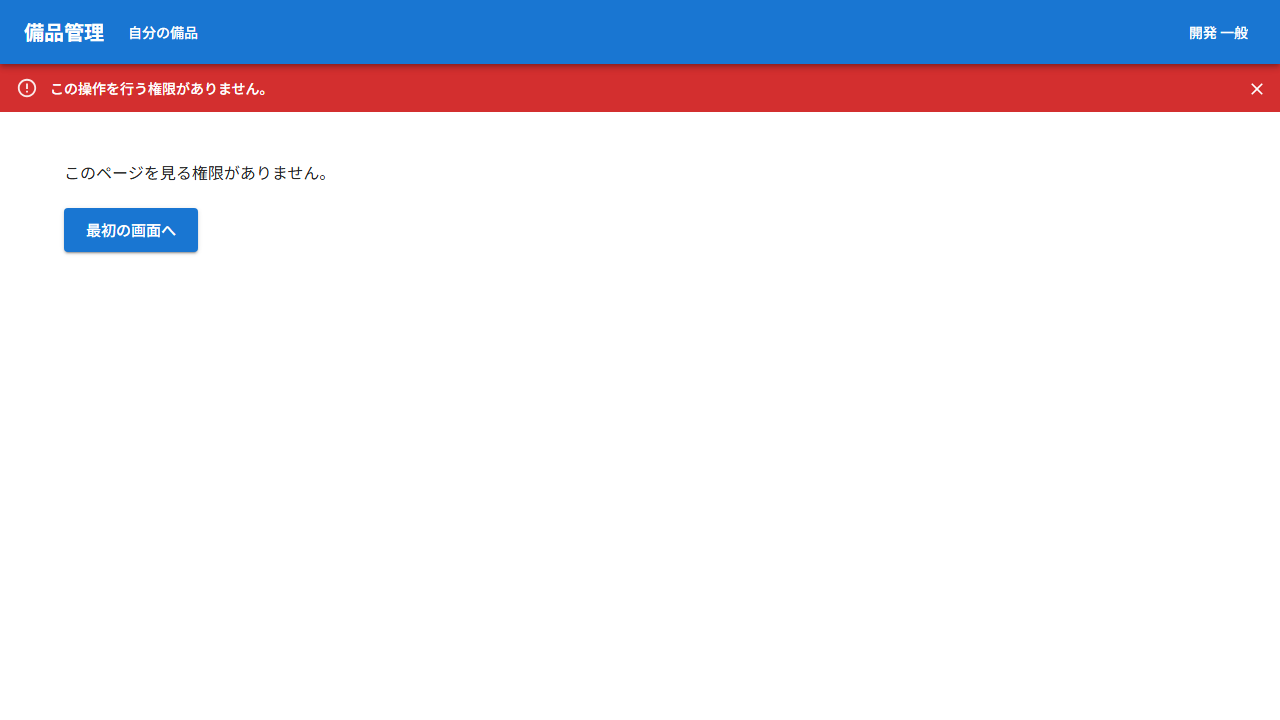 備品管理 自分の備品 開発 一般
この操作を行う権限がありません。
このページを見る権限がありません。
最初の画面へ